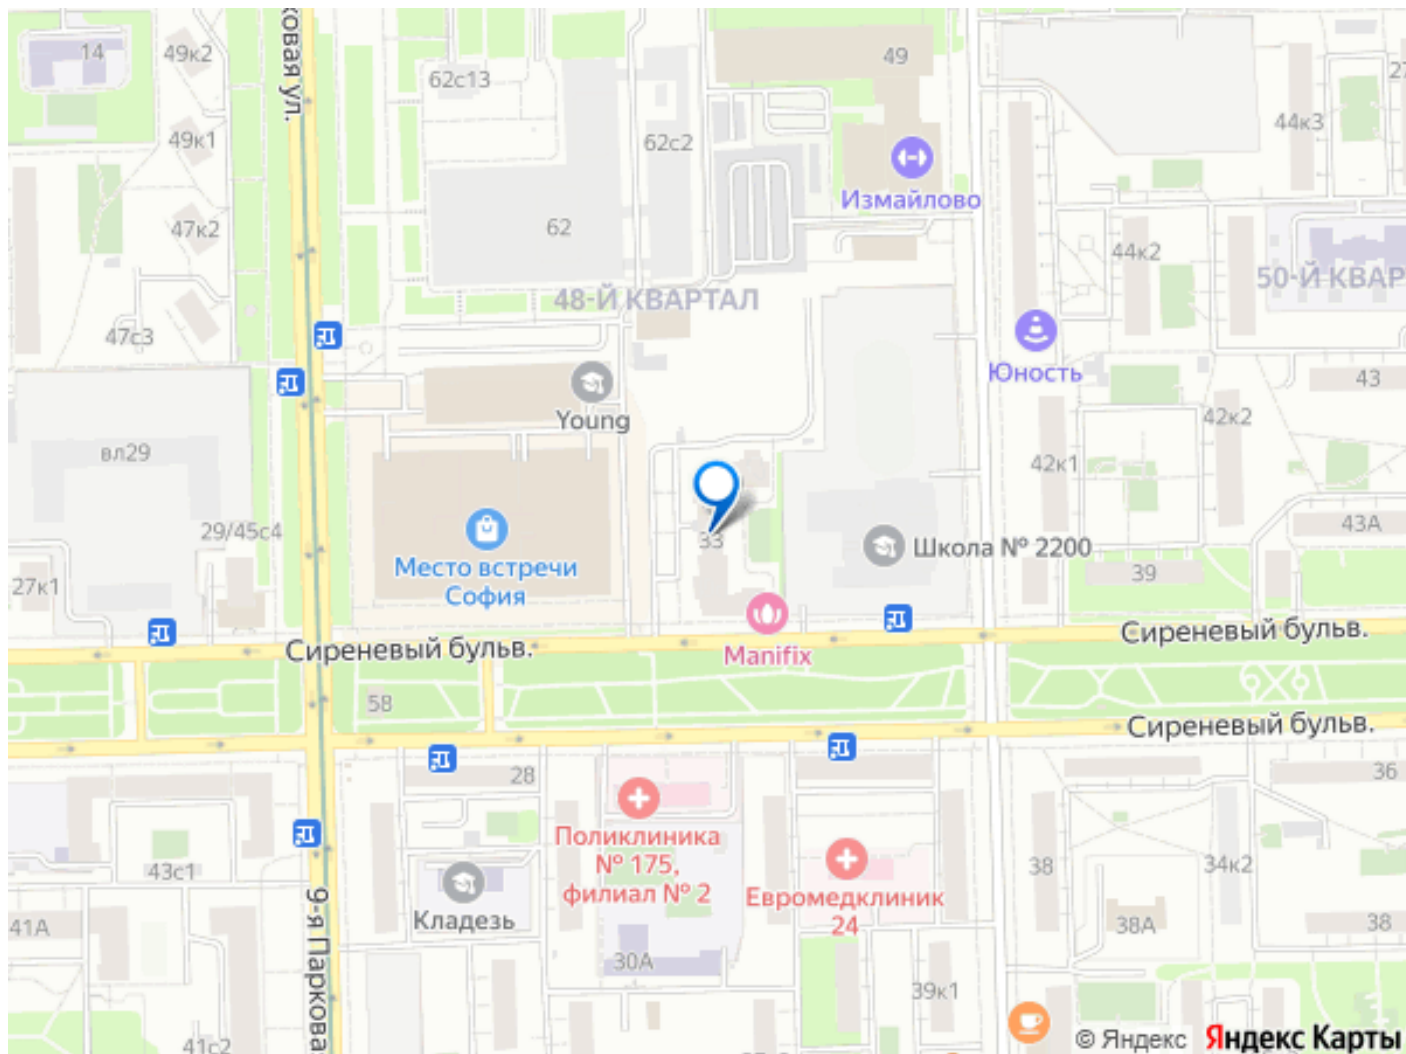 ковая ул.
14
49к2
62с13
49
27
49к1
62с2
44к3
Измайлово
47к2
62
44к2
50-Й КВАР
48-Й КВАРТАЛ
47с3
Юность
43
Young
42к2
вл29
42к1
29/45с4
33
Школа № 2200
43А
Место встречи
София
27к1
39
Сиреневый бульв.
Manifix
Сиреневый бульв.
58
Сиреневый бульв.
28
36
Поликлиника
№ 175,
филиал № 2
43с1
38
34к2
Евромедклиник
24
Кладезь
41А
9-я Паркова
38А
38
30А
39к1
41с2
© Яндекс
Яндекс Карты